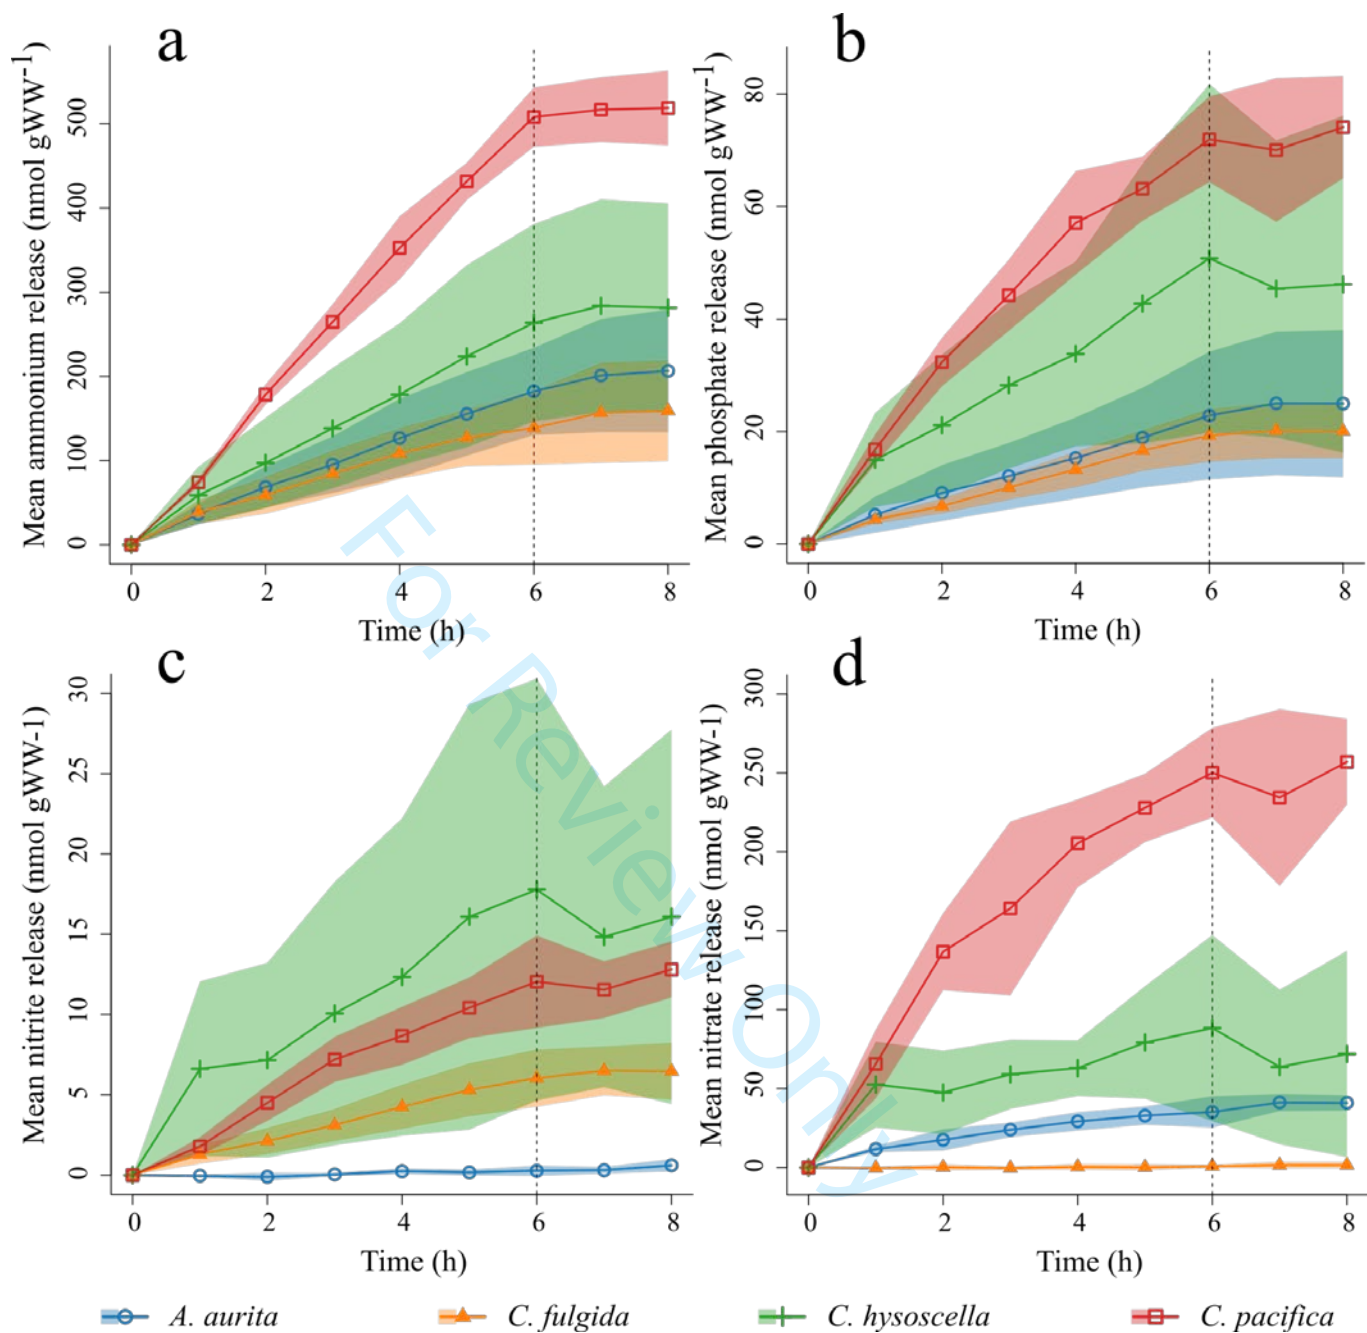 a
b
Mean ammonium release (nmol gWW⁻¹)
0
100
200
300
400
500
0 2 4 6 8
Time (h)
Mean phosphate release (nmol gWW⁻¹)
0
20
40
60
80
0 2 4 6 8
Time (h)
c
d
Mean nitrite release (nmol gWW-1)
0
5
10
15
20
25
30
0 2 4 6 8
Time (h)
Mean nitrate release (nmol gWW-1)
0
50
100
150
200
250
300
0 2 4 6 8
Time (h)
For Review Only
A. aurita C. fulgida C. hysoscella C. pacifica